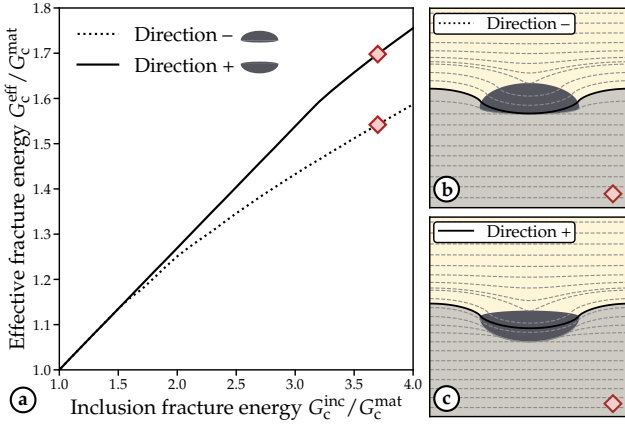 1.8
1.7
1.6
1.5
1.4
1.3
1.2
1.1
1.0
Effective fracture energy G_c^eff/G_c^mat
Direction –
Direction +
1.0 1.5 2.0 2.5 3.0 3.5 4.0
Inclusion fracture energy G_c^inc/G_c^mat
a
Direction –
b
Direction +
c